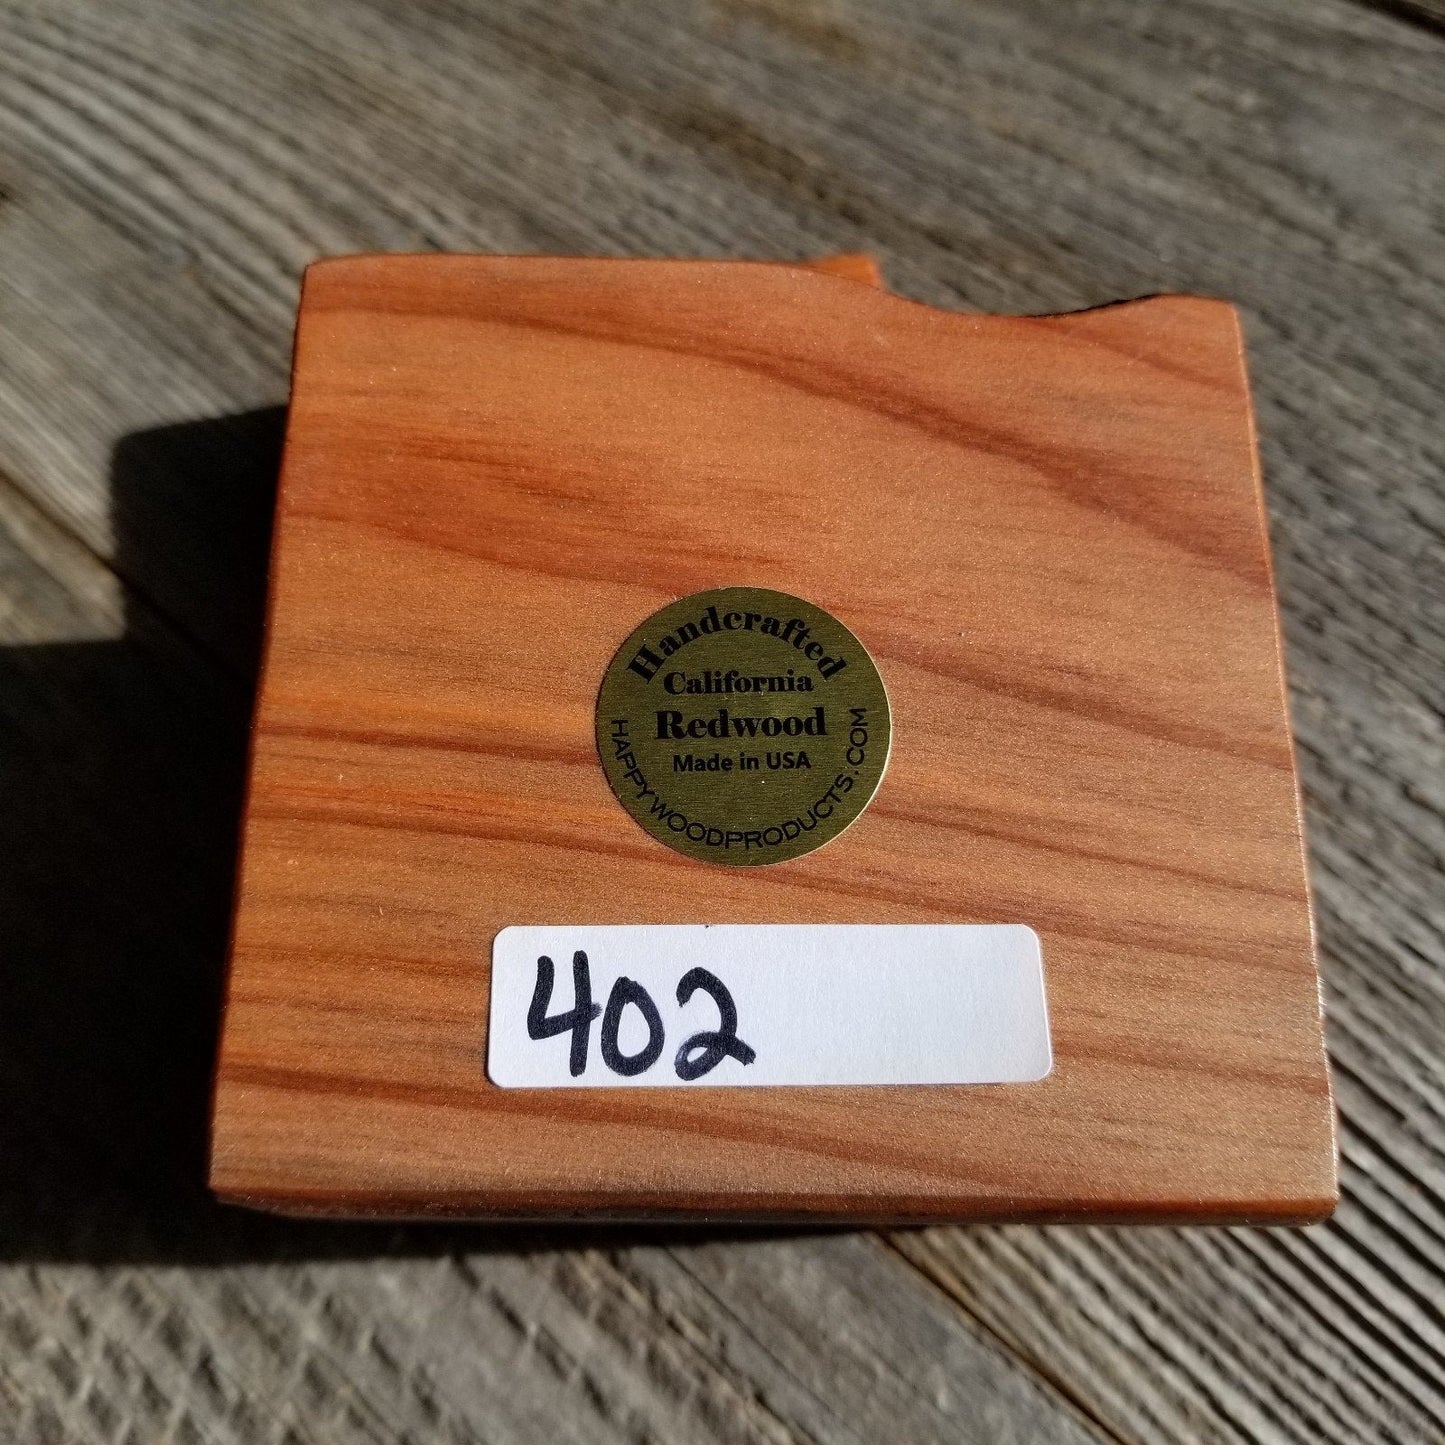 Handcrafted
California
Redwood
Made in USA
HAPPYWOODPRODUCTS.COM
402